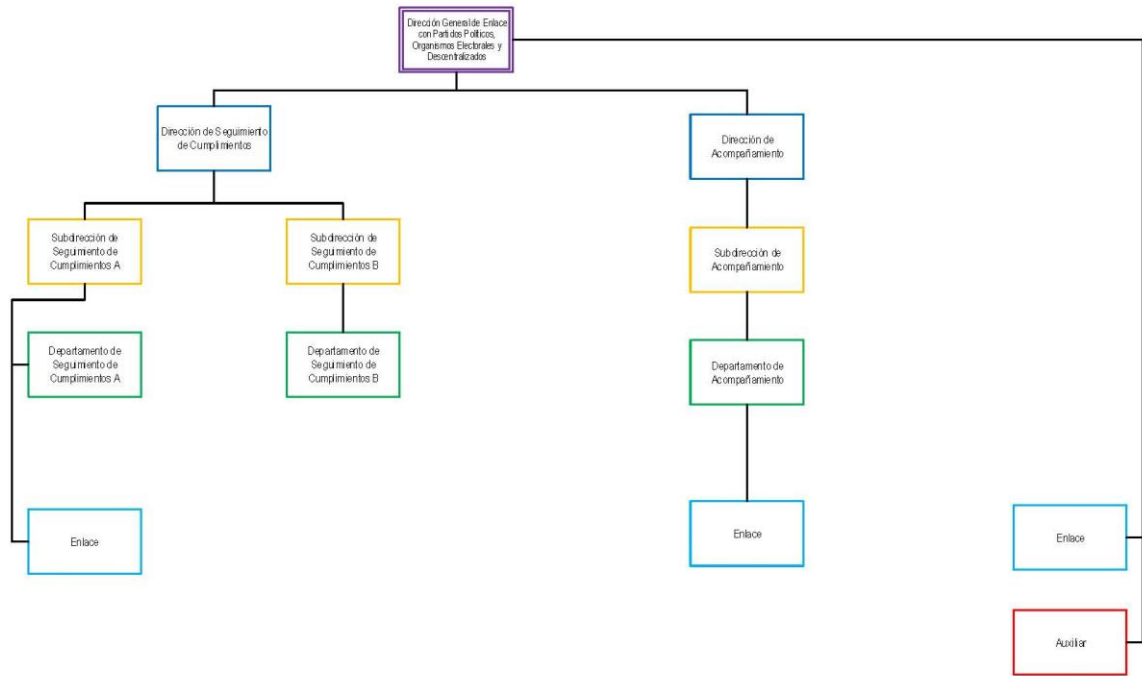 Dirección General de Enlace
con Partidos Políticos,
Organismos Electorales y
Descentralizados
Dirección de Seguimiento
de Cumplimientos
Dirección de
Acompañamiento
Subdirección de
Seguimiento de
Cumplimientos A
Subdirección de
Seguimiento de
Cumplimientos B
Subdirección de
Acompañamiento
Departamento de
Seguimiento de
Cumplimientos A
Departamento de
Seguimiento de
Cumplimientos B
Departamento de
Acompañamiento
Enlace
Enlace
Enlace
Auxiliar